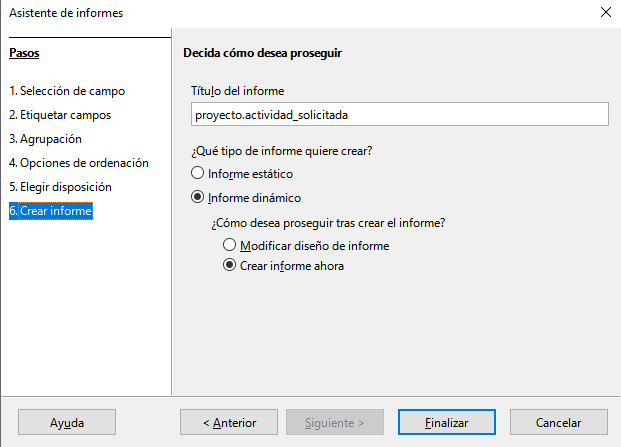 Asistente de informes
Pasos
1. Selección de campo
2. Etiquetar campos
3. Agrupación
4. Opciones de ordenación
5. Elegir disposición
6. Crear informe
Decida cómo desea proseguir
Título del informe
proyecto.actividad_solicitada
¿Qué tipo de informe quiere crear?
Informe estático
Informe dinámico
¿Cómo desea proseguir tras crear el informe?
Modificar diseño de informe
Crear informe ahora
Ayuda
< Anterior
Siguiente >
Finalizar
Cancelar